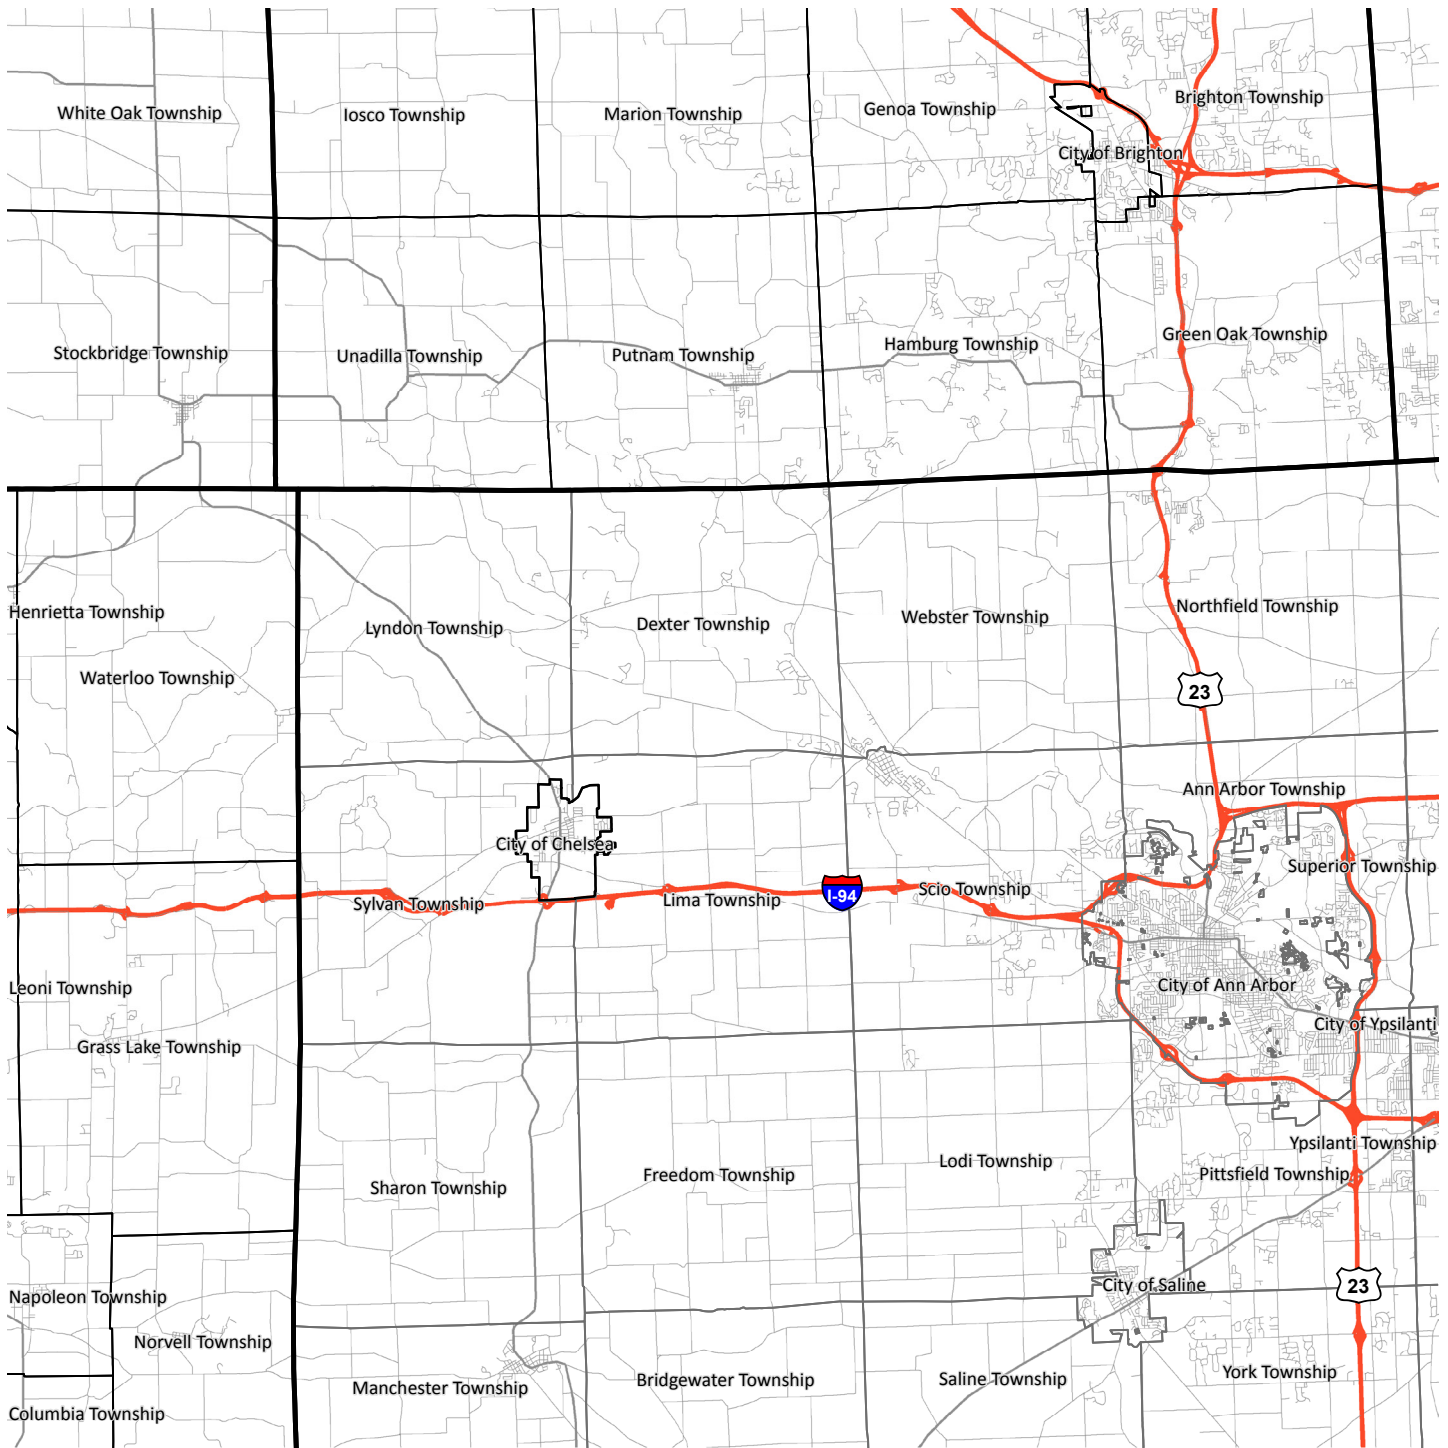 Brighton Township
Genoa Township
White Oak Township
Iosco Township
Marion Township
City of Brighton
Green Oak Township
Hamburg Township
Stockbridge Township
Unadilla Township
Putnam Township
Northfield Township
Henrietta Township
Webster Township
Dexter Township
Lyndon Township
Waterloo Township
23
Ann Arbor Township
City of Chelsea
Superior Township
Scio Township
I-94
Lima Township
Sylvan Township
Leoni Township
City of Ann Arbor
City of Ypsilanti
Grass Lake Township
Ypsilanti Township
Lodi Township
Pittsfield Township
Freedom Township
Sharon Township
City of Saline
23
Napoleon Township
Norvell Township
York Township
Saline Township
Bridgewater Township
Manchester Township
Columbia Township